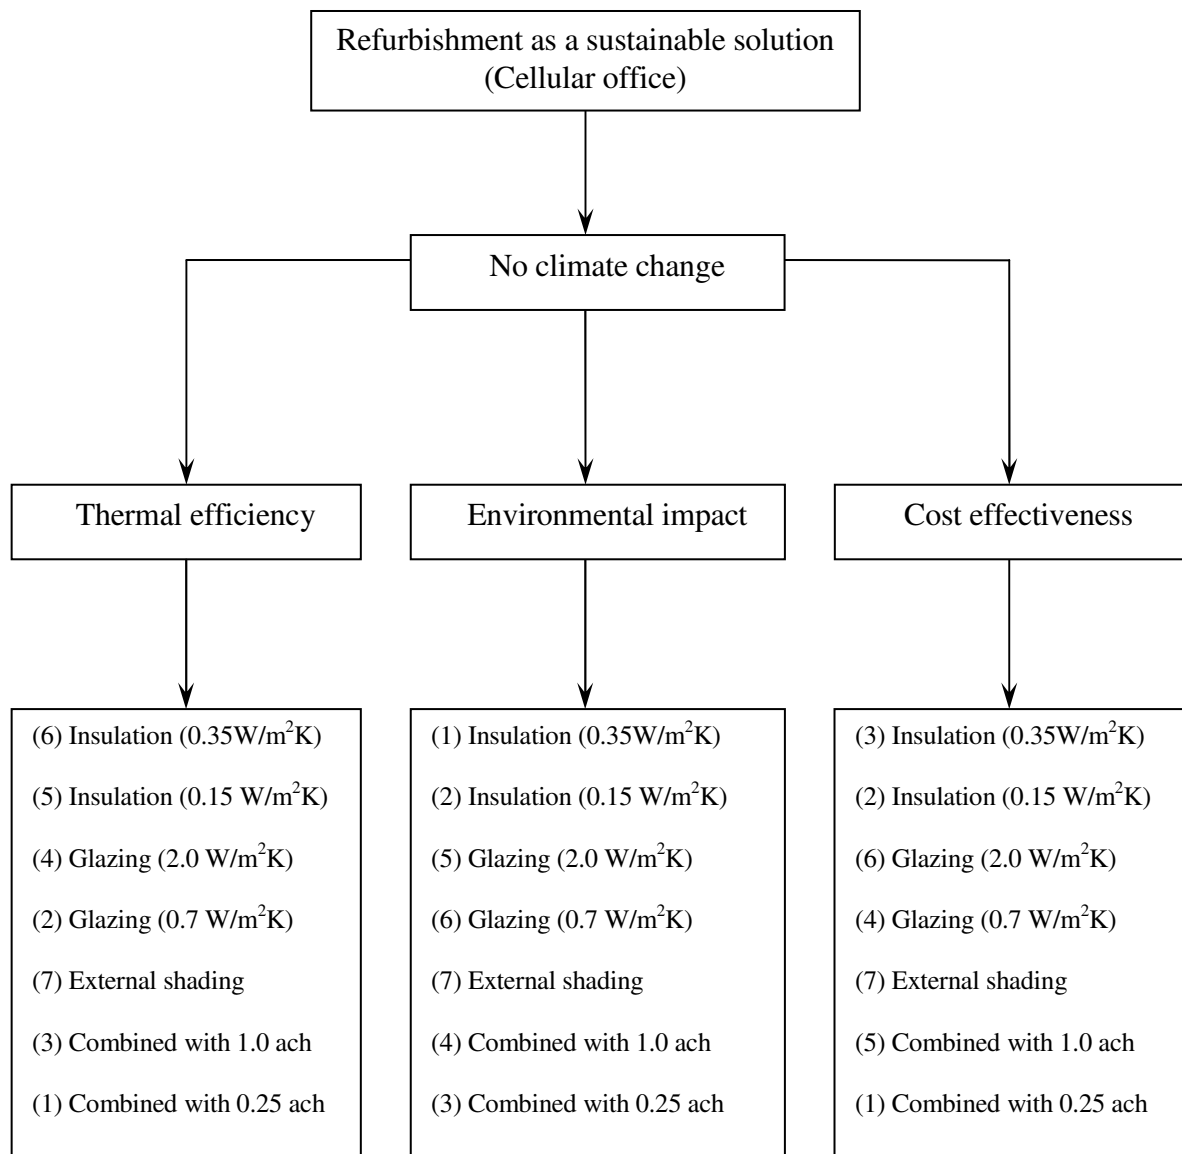 Refurbishment as a sustainable solution
(Cellular office)
No climate change
Thermal efficiency
Environmental impact
Cost effectiveness
(6) Insulation (0.35W/m²K)
(5) Insulation (0.15 W/m²K)
(4) Glazing (2.0 W/m²K)
(2) Glazing (0.7 W/m²K)
(7) External shading
(3) Combined with 1.0 ach
(1) Combined with 0.25 ach
(1) Insulation (0.35W/m²K)
(2) Insulation (0.15 W/m²K)
(5) Glazing (2.0 W/m²K)
(6) Glazing (0.7 W/m²K)
(7) External shading
(4) Combined with 1.0 ach
(3) Combined with 0.25 ach
(3) Insulation (0.35W/m²K)
(2) Insulation (0.15 W/m²K)
(6) Glazing (2.0 W/m²K)
(4) Glazing (0.7 W/m²K)
(7) External shading
(5) Combined with 1.0 ach
(1) Combined with 0.25 ach